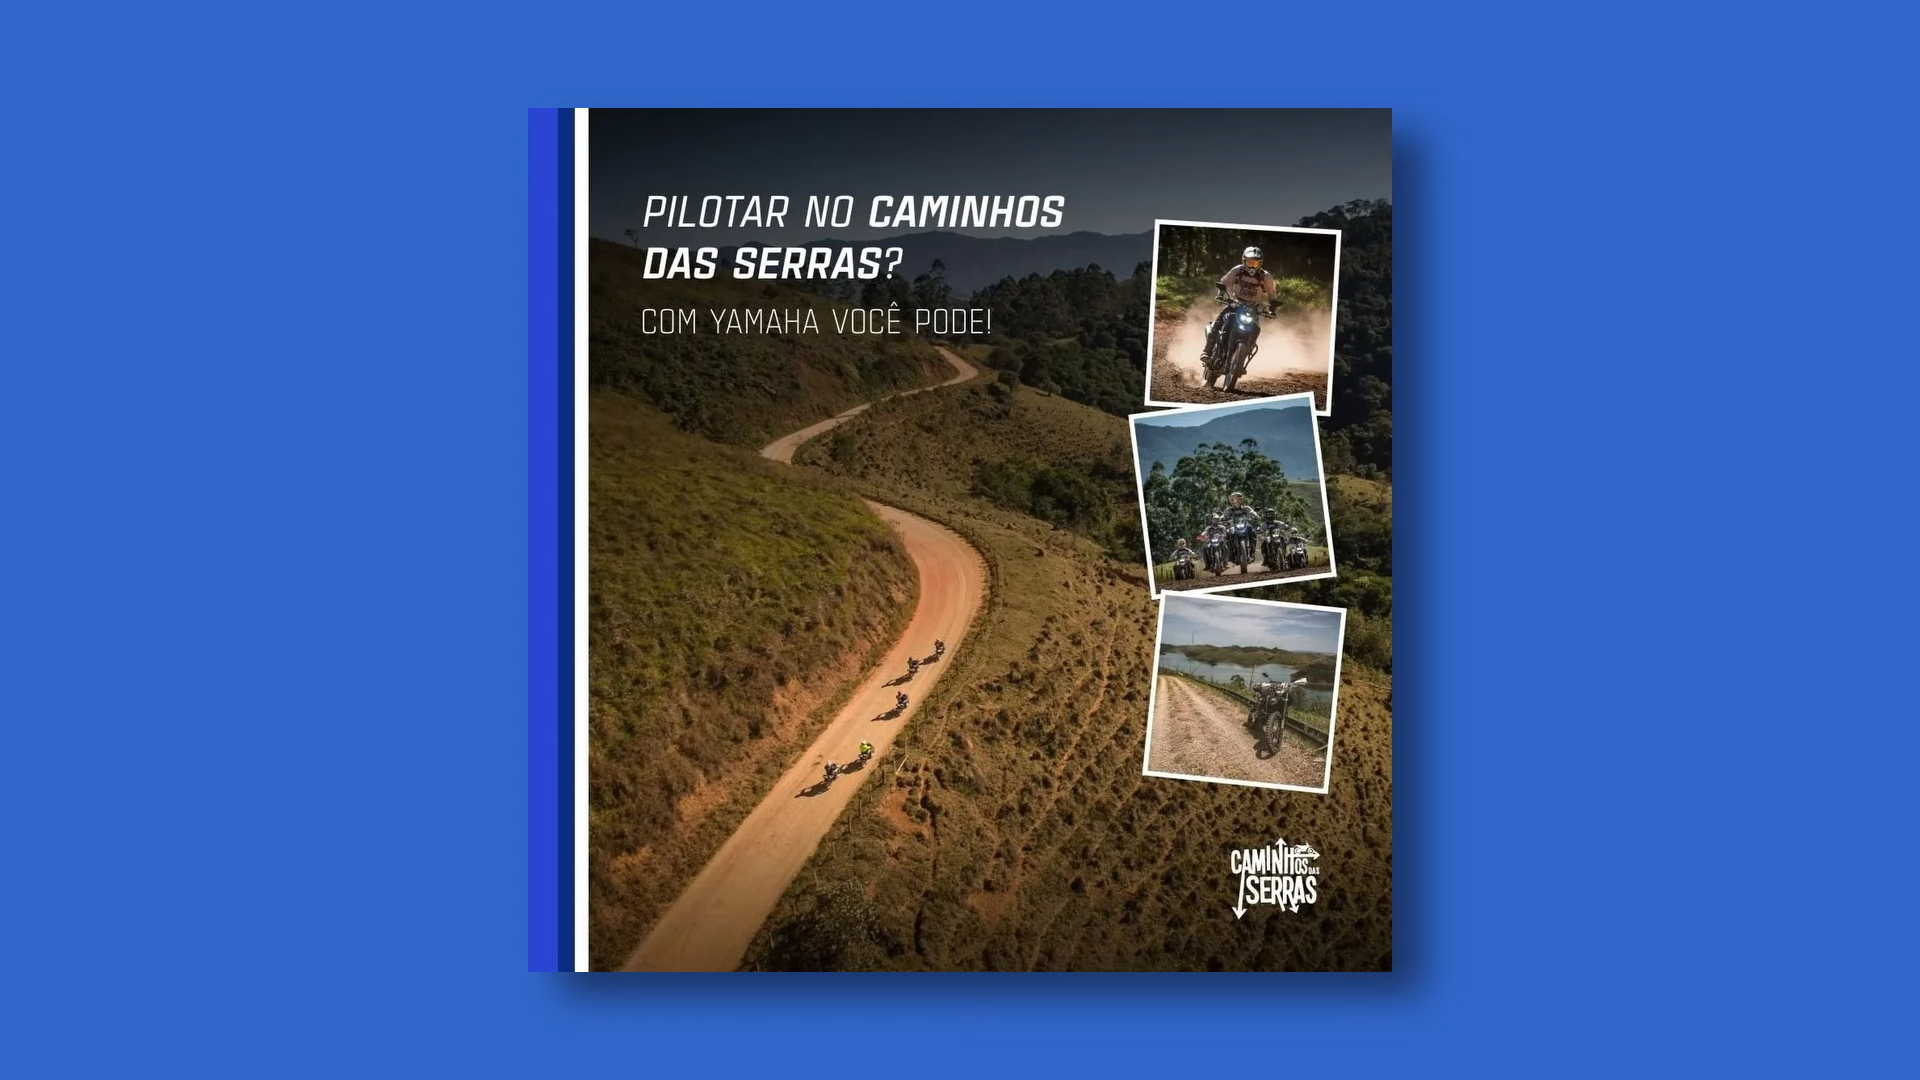 PILOTAR NO CAMINHOS
DAS SERRAS?
COM YAMAHA VOCÊ PODE!
CAMINHOS DAS
SERRAS